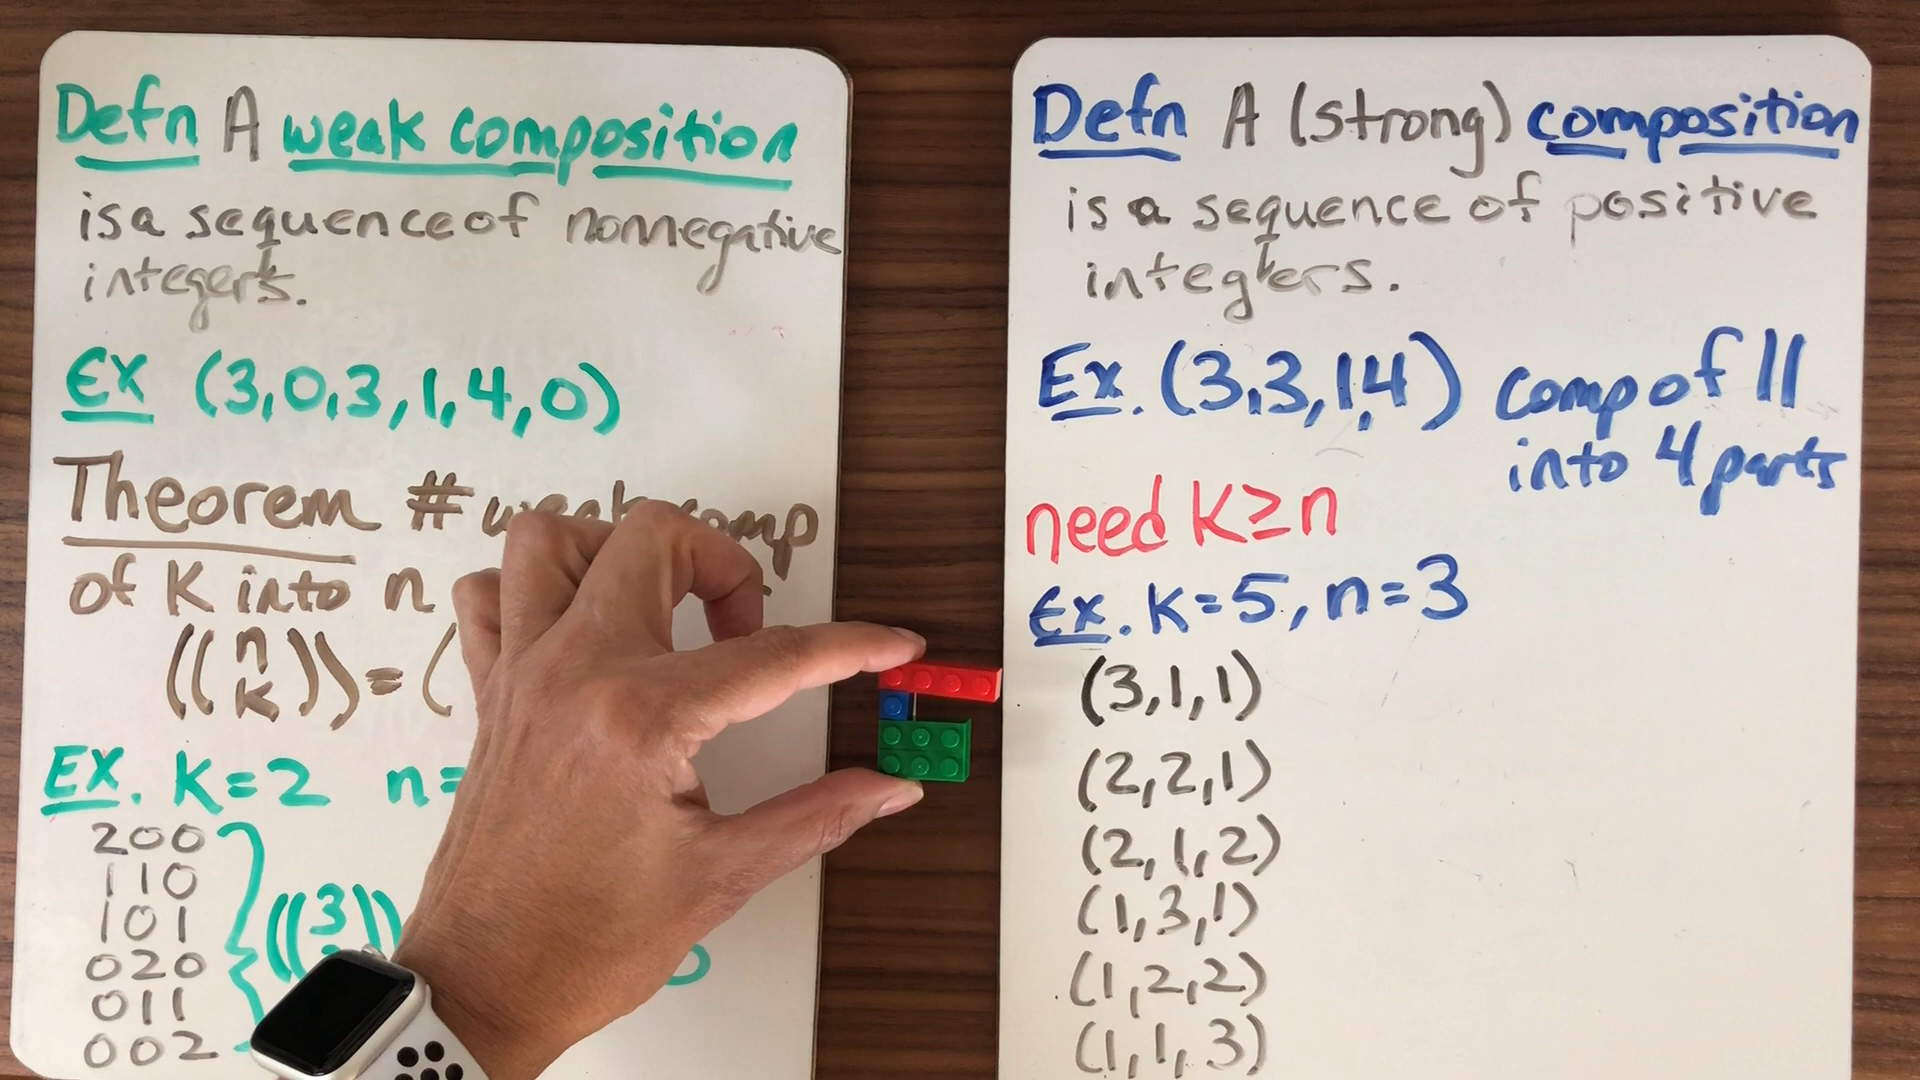 Defn A weak composition
is a sequence of nonnegative
integers.
Ex (3,0,3,1,4,0)
Theorem # weak comp
of K into n
((n
K)) = (
Ex. K=2 n=
200
110
101
020
011
002
((3
Defn A (strong) composition
is a sequence of positive
integers.
Ex. (3,3,1,4) comp of 11
into 4 parts
need K≥n
Ex. K=5, n=3
(3,1,1)
(2,2,1)
(2,1,2)
(1,3,1)
(1,2,2)
(1,1,3)